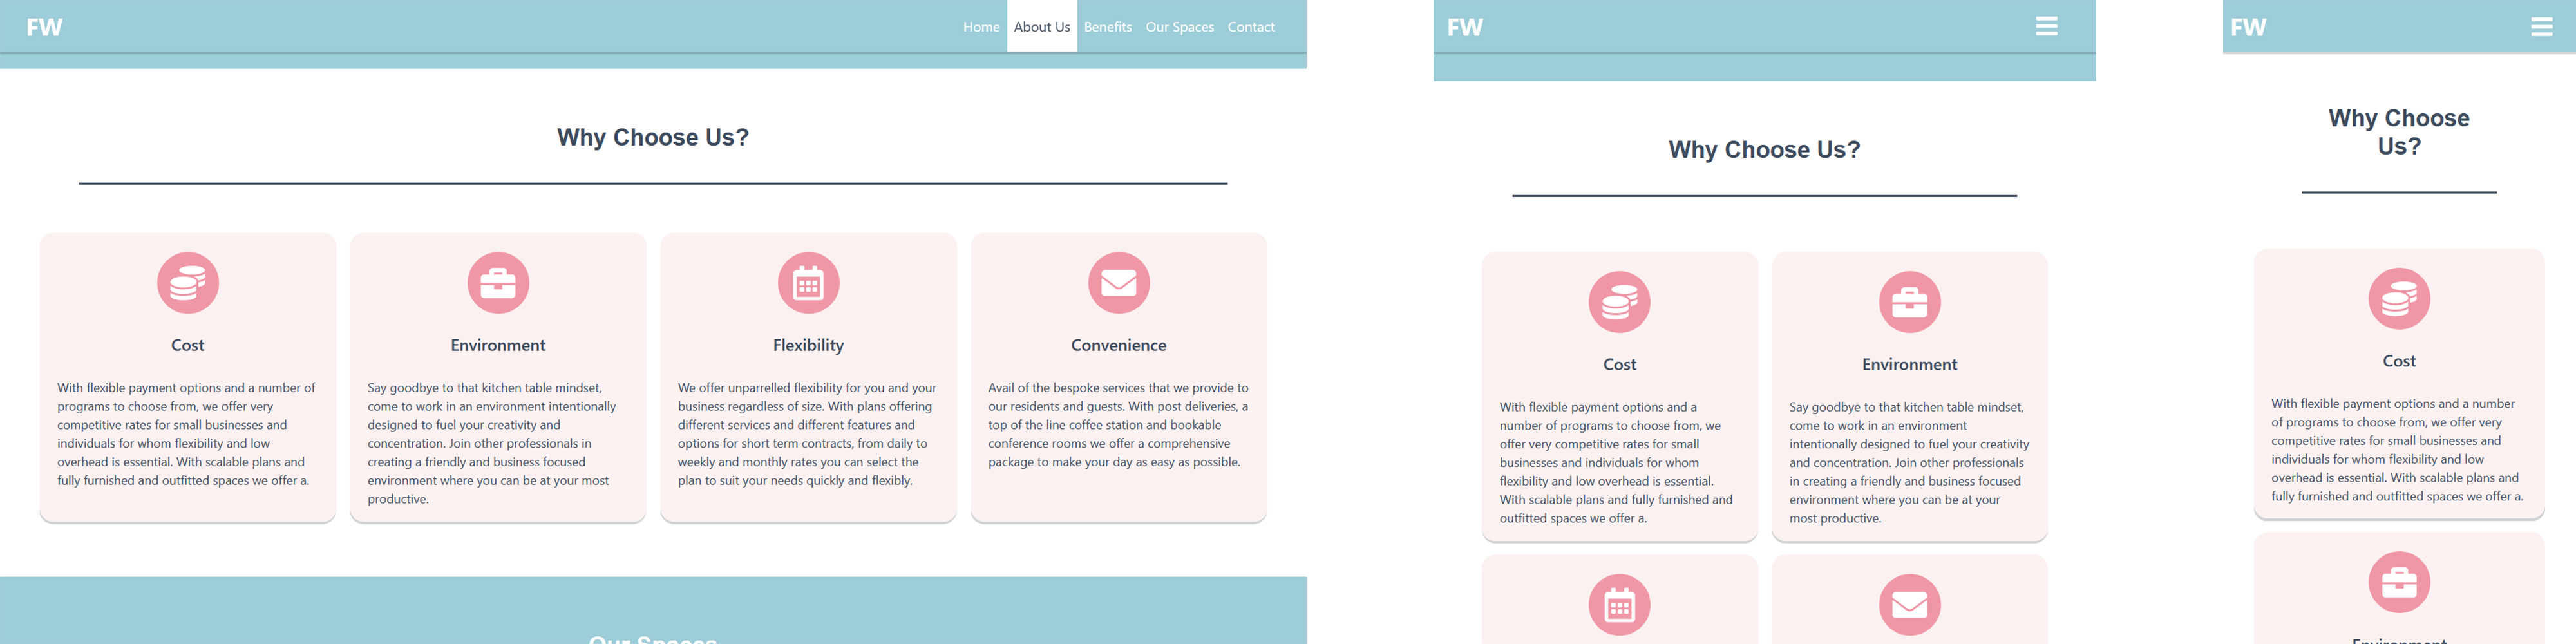 FW
Home About Us Benefits Our Spaces Contact
Why Choose Us?
Cost
With flexible payment options and a number of
programs to choose from, we offer very
competitive rates for small businesses and
individuals for whom flexibility and low
overhead is essential. With scalable plans and
fully furnished and outfitted spaces we offer a.
Environment
Say goodbye to that kitchen table mindset,
come to work in an environment intentionally
designed to fuel your creativity and
concentration. Join other professionals in
creating a friendly and business focused
environment where you can be at your most
productive.
Flexibility
We offer unparrelled flexibility for you and your
business regardless of size. With plans offering
different services and different features and
options for short term contracts, from daily to
weekly and monthly rates you can select the
plan to suit your needs quickly and flexibly.
Convenience
Avail of the bespoke services that we provide to
our residents and guests. With post deliveries, a
top of the line coffee station and bookable
conference rooms we offer a comprehensive
package to make your day as easy as possible.
Our Spaces
FW
Why Choose Us?
Cost
With flexible payment options and a
number of programs to choose from, we
offer very competitive rates for small
businesses and individuals for whom
flexibility and low overhead is essential.
With scalable plans and fully furnished and
outfitted spaces we offer a.
Environment
Say goodbye to that kitchen table mindset,
come to work in an environment
intentionally designed to fuel your creativity
and concentration. Join other professionals
in creating a friendly and business focused
environment where you can be at your
most productive.
FW
Why Choose
Us?
Cost
With flexible payment options and a number
of programs to choose from, we offer very
competitive rates for small businesses and
individuals for whom flexibility and low
overhead is essential. With scalable plans and
fully furnished and outfitted spaces we offer a.
Environment